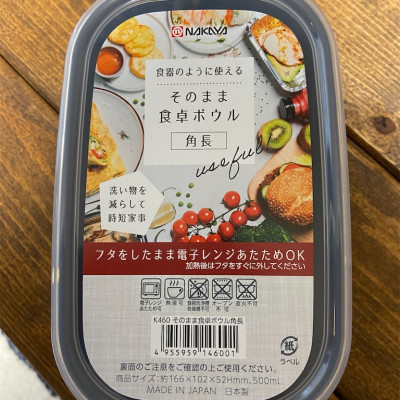 NAKAYA
食器のように使える
そのまま
食卓ボウル
角長
useful!
洗い物を
減らして
時短家事
フタをしたまま電子レンジあたためOK
加熱後はフタをすぐに外してください
電子レンジ
あたため可
熱湯可
食器洗浄機
乾燥機不可
オーブン
不可
直火不可
K460 そのまま食卓ボウル角長
4 955959 146001
紙
ラベル
裏面のご注意をご確認の上ご使用ください。
商品サイズ:約166×102×52Hmm、500mL
MADE IN JAPAN 日本製